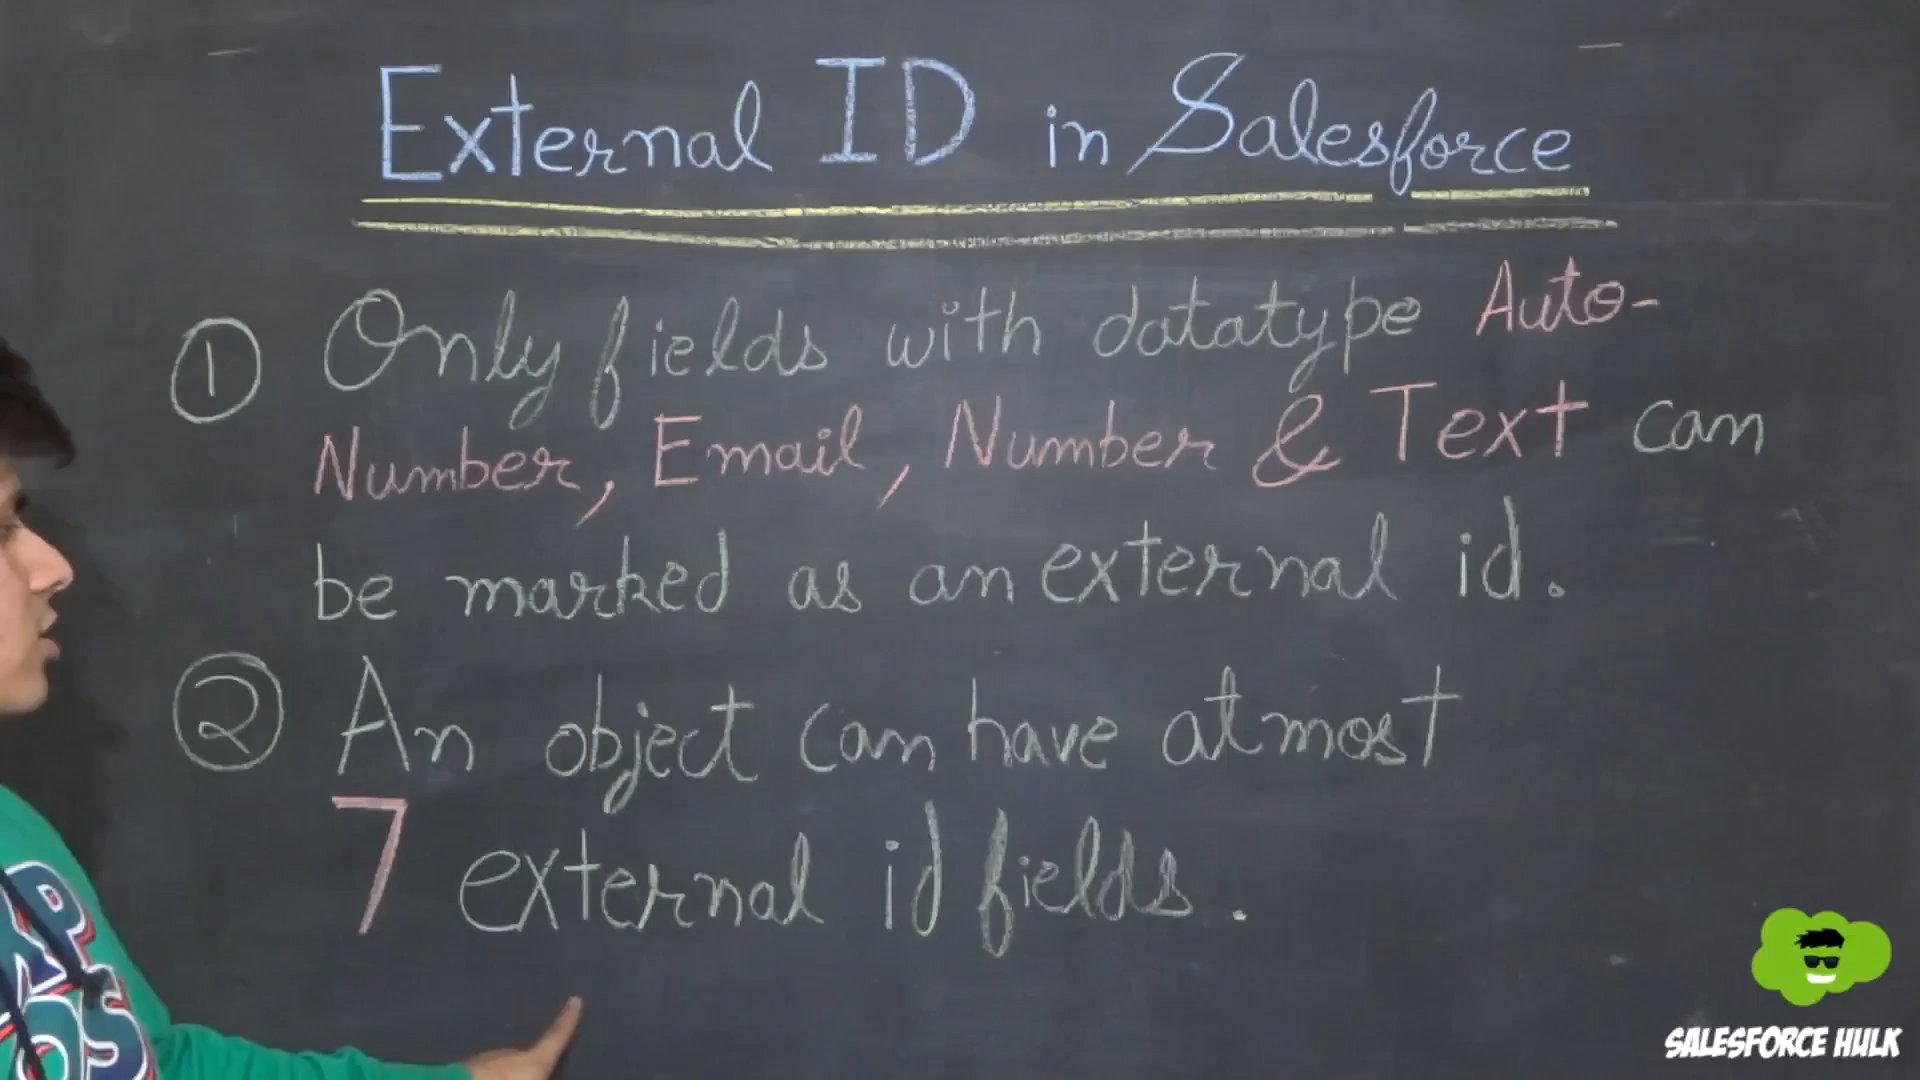 External ID in Salesforce
① Only fields with datatype Auto-
Number, Email, Number & Text can
be marked as an external id.
② An object can have atmost
7 external id fields.
SALESFORCE HULK